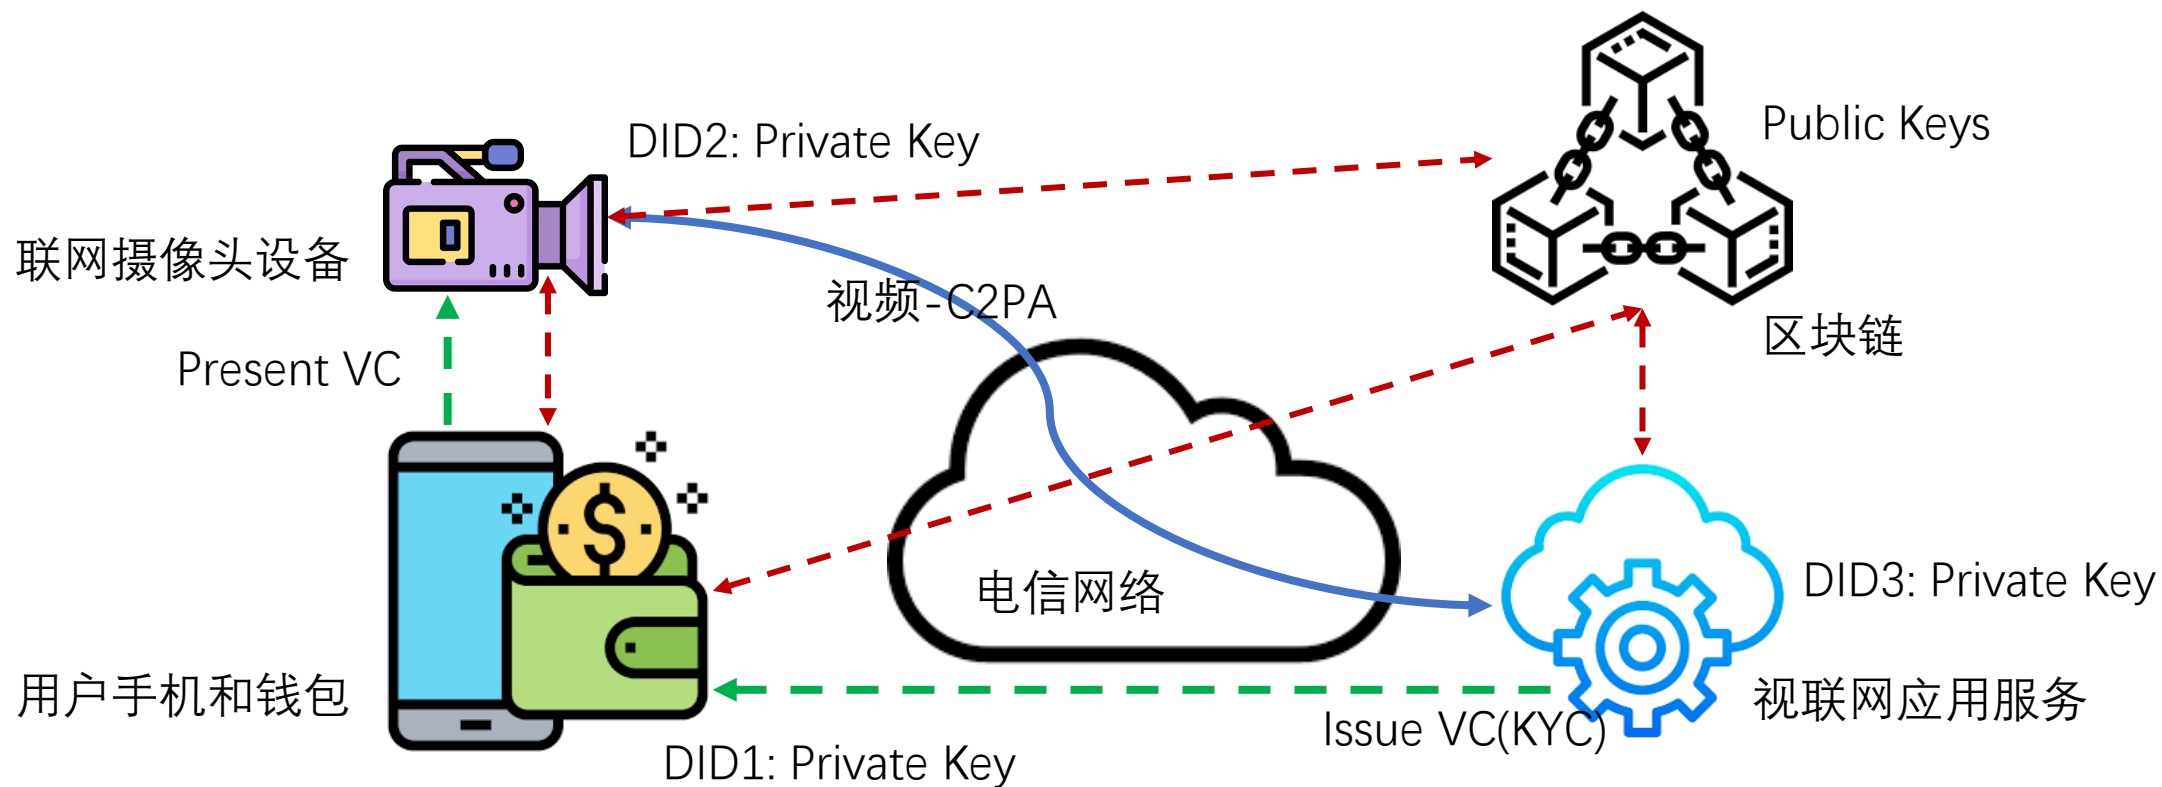 DID2: Private Key
Public Keys
联网摄像头设备
视频-C2PA
区块链
Present VC
电信网络
DID3: Private Key
用户手机和钱包
视联网应用服务
Issue VC(KYC)
DID1: Private Key